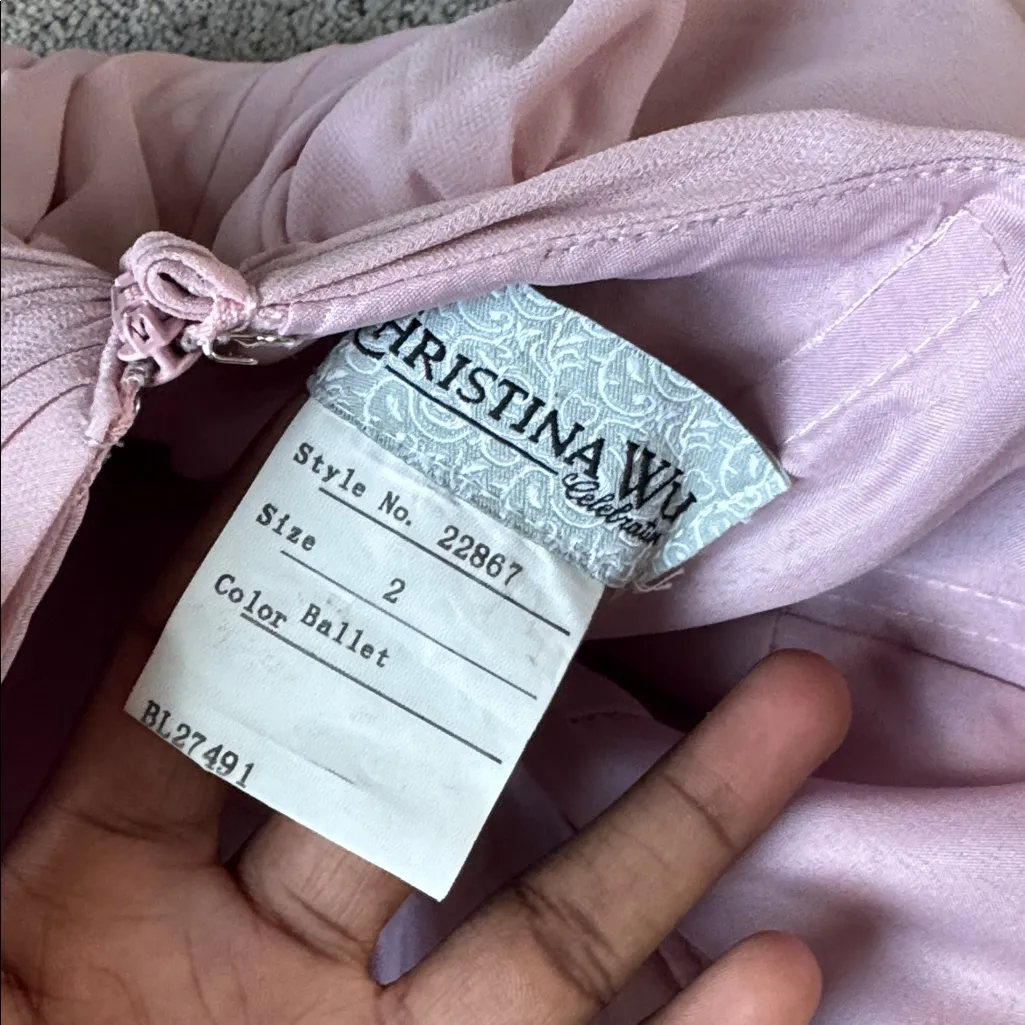 CHRISTINA WU
Celebration
Style No. 22867
Size 2
Color Ballet
BL27491